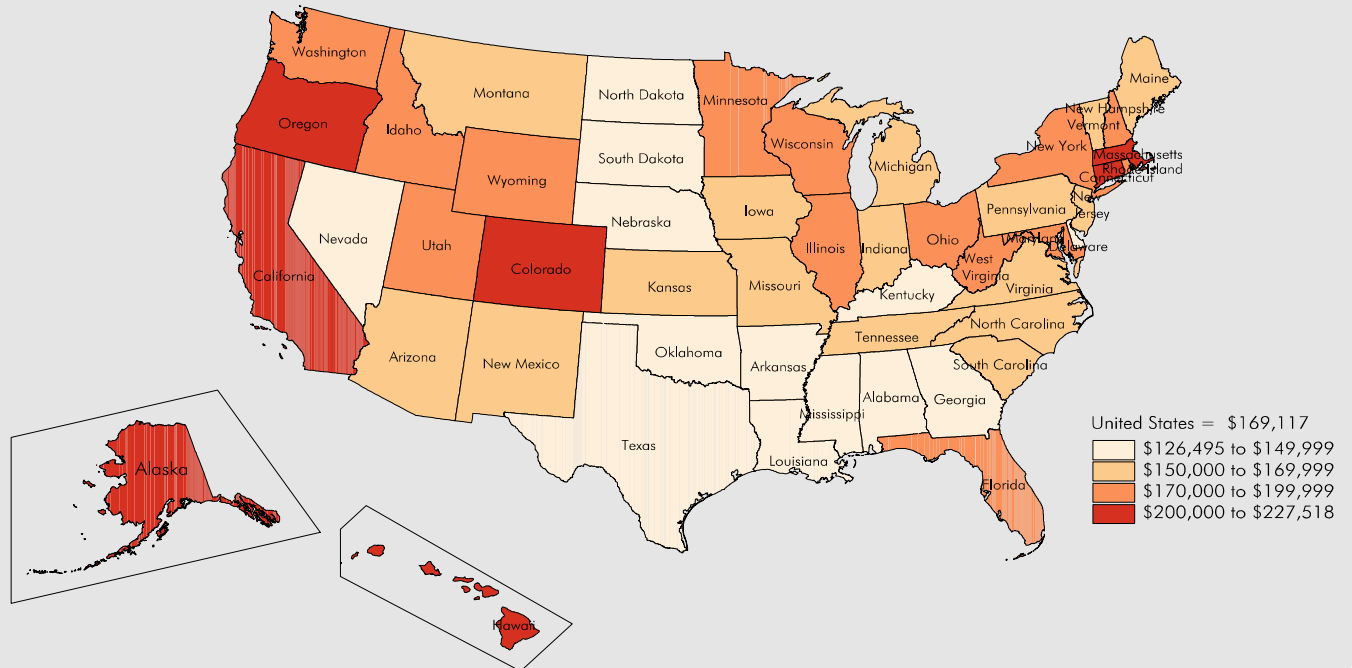 Maine
Washington
Montana
North Dakota
Minnesota
New Hampshire
Vermont
Oregon
Idaho
Wisconsin
New York
Massachusetts
South Dakota
Michigan
Rhode Island
Connecticut
Wyoming
New
Jersey
Iowa
Pennsylvania
Nebraska
Nevada
Utah
Illinois
Indiana
Ohio
Maryland
Delaware
West
Virginia
Colorado
California
Kansas
Missouri
Kentucky
Virginia
North Carolina
Tennessee
Arizona
New Mexico
Oklahoma
Arkansas
South Carolina
Mississippi
Alabama
Georgia
Texas
Louisiana
Florida
Alaska
Hawaii
United States = $169,117
$126,495 to $149,999
$150,000 to $169,999
$170,000 to $199,999
$200,000 to $227,518